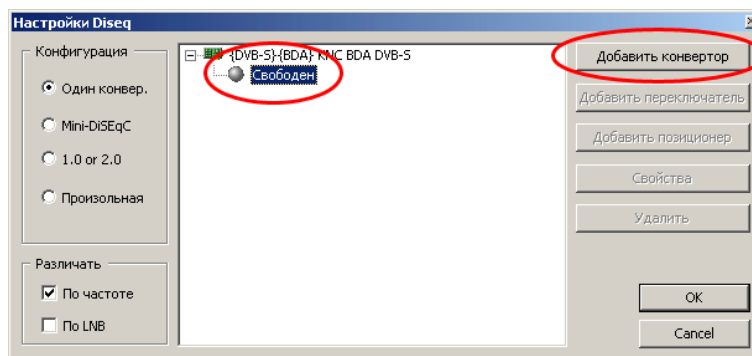 Настройки Diseq
Конфигурация
Один конвер.
Mini-DiSEqC
1.0 or 2.0
Произольная
Различать
По частоте
По LNB
{DVB-S}{BDA} KNC BDA DVB-S
Свободен
Добавить конвертор
Добавить переключатель
Добавить позиционер
Свойства
Удалить
OK
Cancel